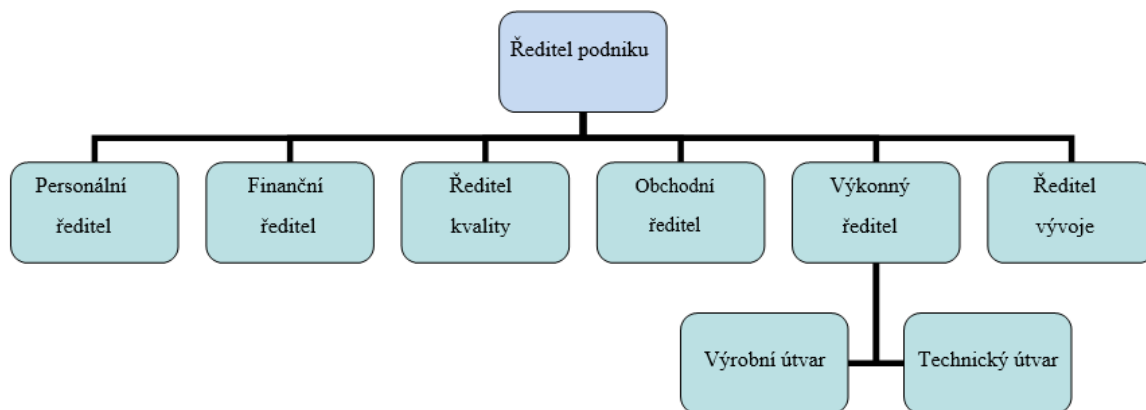 Ředitel podniku
Personální
ředitel
Finanční
ředitel
Ředitel
kvality
Obchodní
ředitel
Výkonný
ředitel
Ředitel
vývoje
Výrobní útvar
Technický útvar